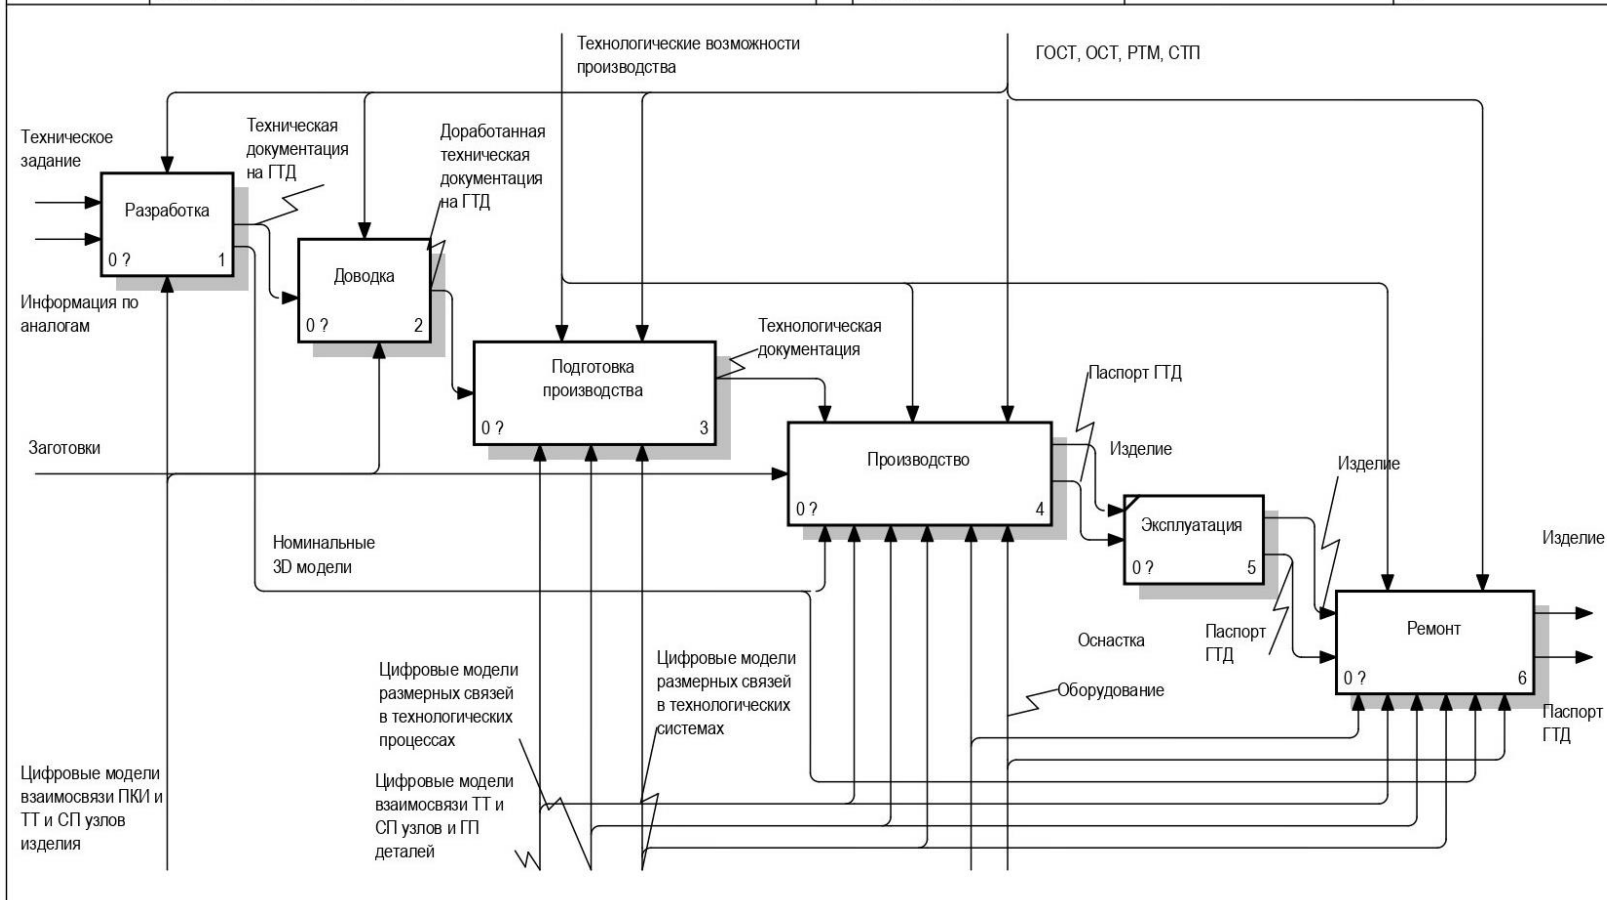 Технологические возможности
производства
ГОСТ, ОСТ, РТМ, СТП
Техническое
задание
Техническая
документация
на ГТД
Доработанная
техническая
документация
на ГТД
Разработка
0 ?
1
Доводка
0 ?
2
Информация по
аналогам
Технологическая
документация
Подготовка
производства
0 ?
3
Паспорт ГТД
Заготовки
Производство
0 ?
4
Изделие
Изделие
Эксплуатация
0 ?
5
Изделие
Номинальные
3D модели
Оснастка
Паспорт
ГТД
Ремонт
0 ?
6
Цифровые модели
размерных связей
в технологических
процессах
Цифровые модели
размерных связей
в технологических
системах
Оборудование
Паспорт
ГТД
Цифровые модели
взаимосвязи ПКИ и
ТТ и СП узлов
изделия
Цифровые модели
взаимосвязи ТТ и
СП узлов и ГП
деталей